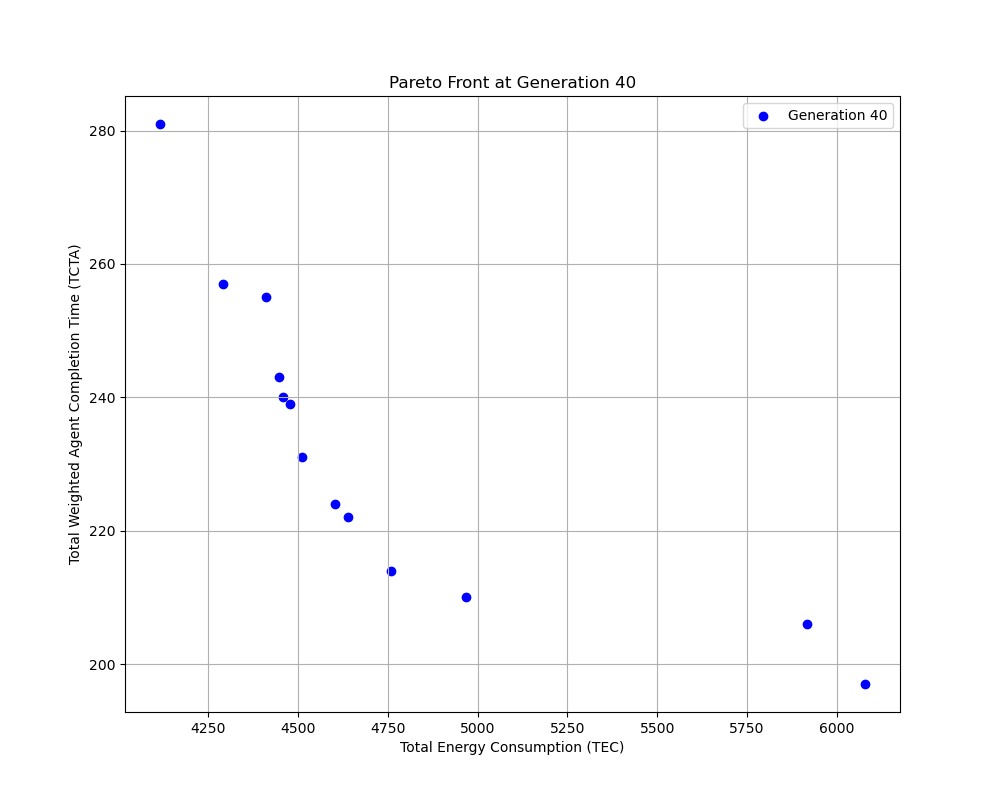 Pareto Front at Generation 40
Generation 40
280
260
240
220
200
Total Weighted Agent Completion Time (TCTA)
4250 4500 4750 5000 5250 5500 5750 6000
Total Energy Consumption (TEC)